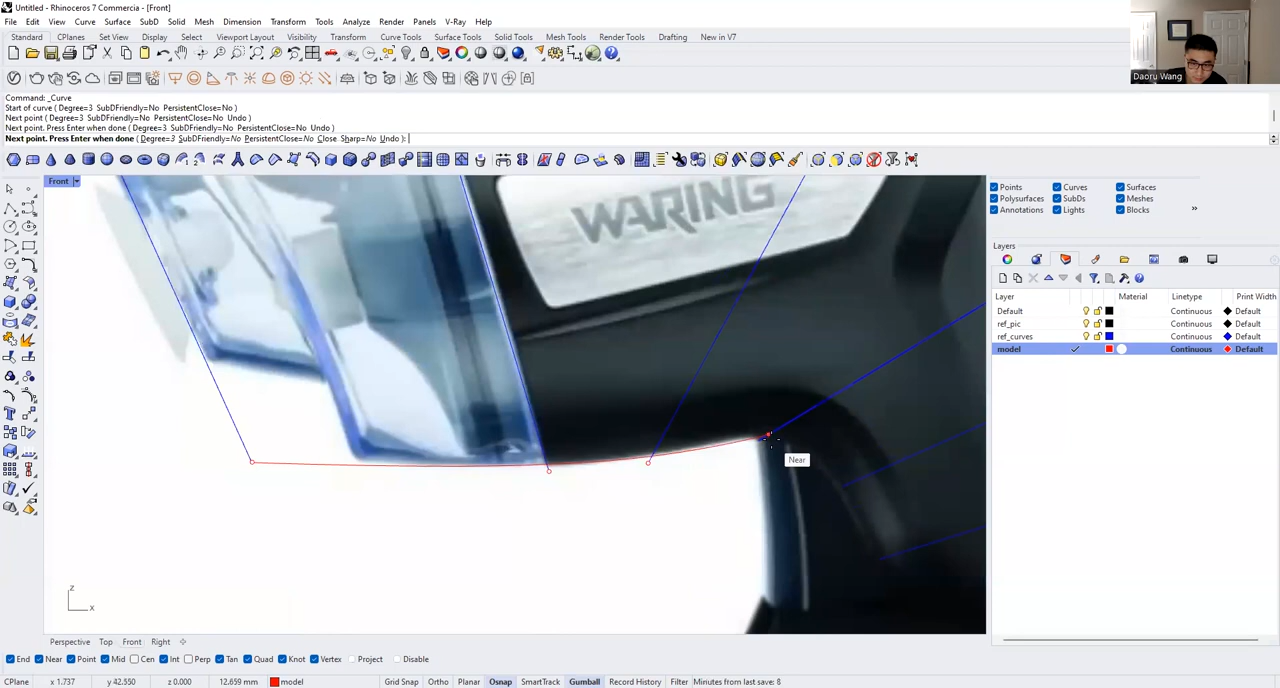 Untitled - Rhinoceros 7 Commercia - [Front]
File Edit View Curve Surface SubD Solid Mesh Dimension Transform Tools Analyze Render Panels V-Ray Help
Standard CPlanes Set View Display Select Viewport Layout Visibility Transform Curve Tools Surface Tools Solid Tools Mesh Tools Render Tools Drafting New in V7
Command: _Curve
Start of curve ( Degree=3 SubDFriendly=No PersistentClose=No )
Next point ( Degree=3 SubDFriendly=No PersistentClose=No Undo )
Next point. Press Enter when done ( Degree=3 SubDFriendly=No PersistentClose=No Undo )
Next point. Press Enter when done ( Degree=3 SubDFriendly=No PersistentClose=No Close Sharp=No Undo ):
Daoru Wang
Front
WARING
Near
z
x
Points Curves Surfaces
Polysurfaces SubDs Meshes
Annotations Lights Blocks
Layers
Layer Material Linetype Print Width
Default Continuous Default
ref_pic Continuous Default
ref_curves Continuous Default
model Continuous Default
Perspective Top Front Right
End Near Point Mid Cen Int Perp Tan Quad Knot Vertex Project Disable
CPlane x 1.737 y 42.550 z 0.000 12.659 mm model Grid Snap Ortho Planar Osnap SmartTrack Gumball Record History Filter Minutes from last save: 8